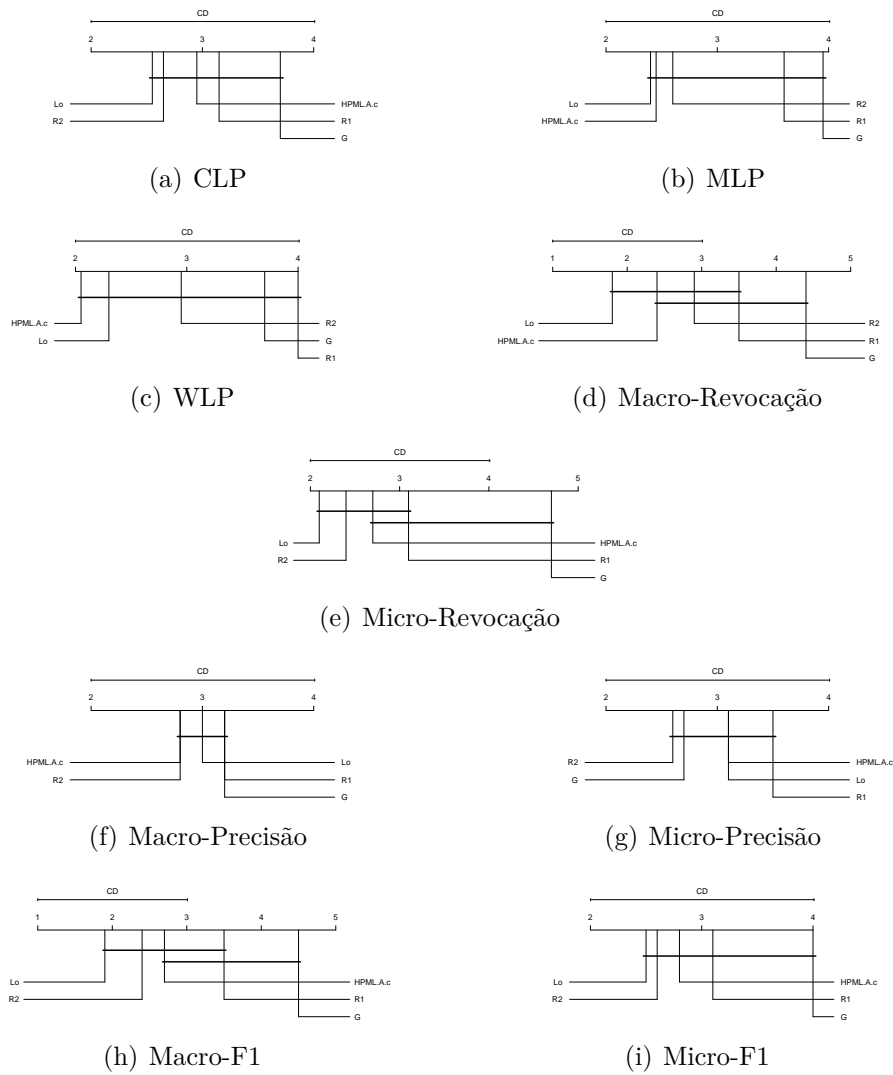 CD
2 3 4
Lo HPML.A.c
R2 R1
G
(a) CLP
CD
2 3 4
Lo R2
HPML.A.c R1
G
(b) MLP
CD
2 3 4
HPML.A.c R2
Lo G
R1
(c) WLP
CD
1 2 3 4 5
Lo R2
HPML.A.c R1
G
(d) Macro-Revocação
CD
2 3 4 5
Lo HPML.A.c
R2 R1
G
(e) Micro-Revocação
CD
2 3 4
HPML.A.c Lo
R2 R1
G
(f) Macro-Precisão
CD
2 3 4
R2 HPML.A.c
G Lo
R1
(g) Micro-Precisão
CD
1 2 3 4 5
Lo HPML.A.c
R2 R1
G
(h) Macro-F1
CD
2 3 4
Lo HPML.A.c
R2 R1
G
(i) Micro-F1